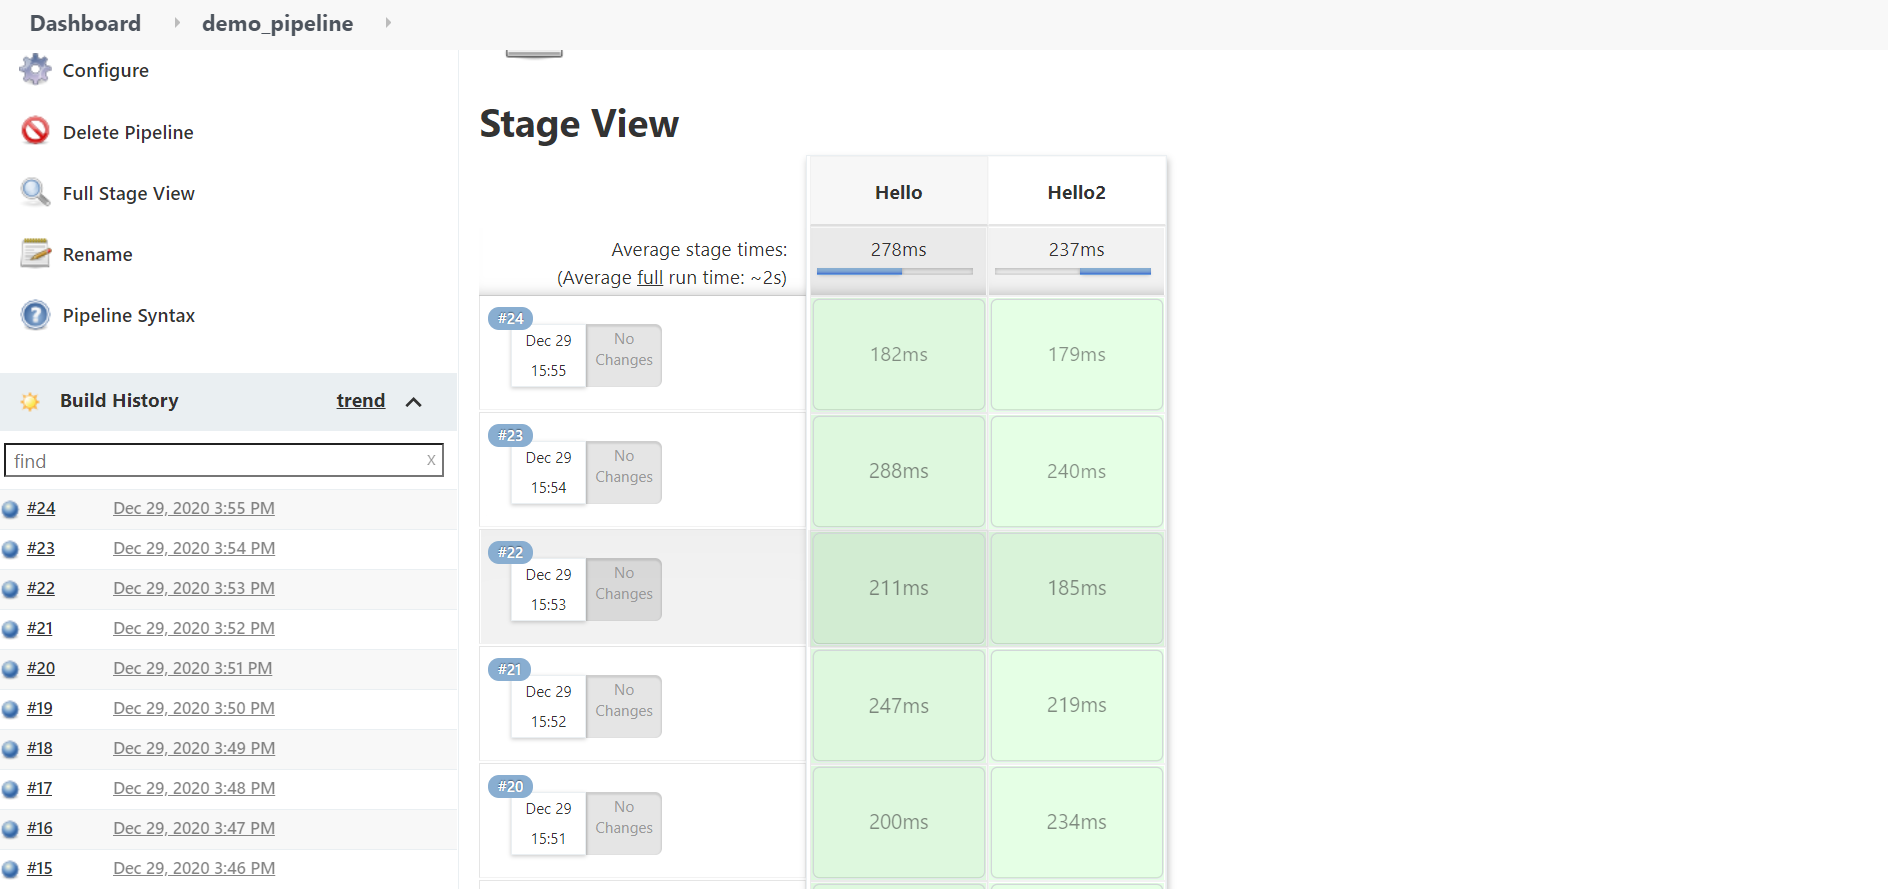 Dashboard
demo_pipeline
Configure
Delete Pipeline
Full Stage View
Rename
Pipeline Syntax
Build History
trend
find
X
#24 Dec 29, 2020 3:55 PM
#23 Dec 29, 2020 3:54 PM
#22 Dec 29, 2020 3:53 PM
#21 Dec 29, 2020 3:52 PM
#20 Dec 29, 2020 3:51 PM
#19 Dec 29, 2020 3:50 PM
#18 Dec 29, 2020 3:49 PM
#17 Dec 29, 2020 3:48 PM
#16 Dec 29, 2020 3:47 PM
#15 Dec 29, 2020 3:46 PM
Stage View
Hello Hello2
Average stage times: 278ms 237ms
(Average full run time: ~2s)
#24
Dec 29
15:55
No
Changes
182ms 179ms
#23
Dec 29
15:54
No
Changes
288ms 240ms
#22
Dec 29
15:53
No
Changes
211ms 185ms
#21
Dec 29
15:52
No
Changes
247ms 219ms
#20
Dec 29
15:51
No
Changes
200ms 234ms